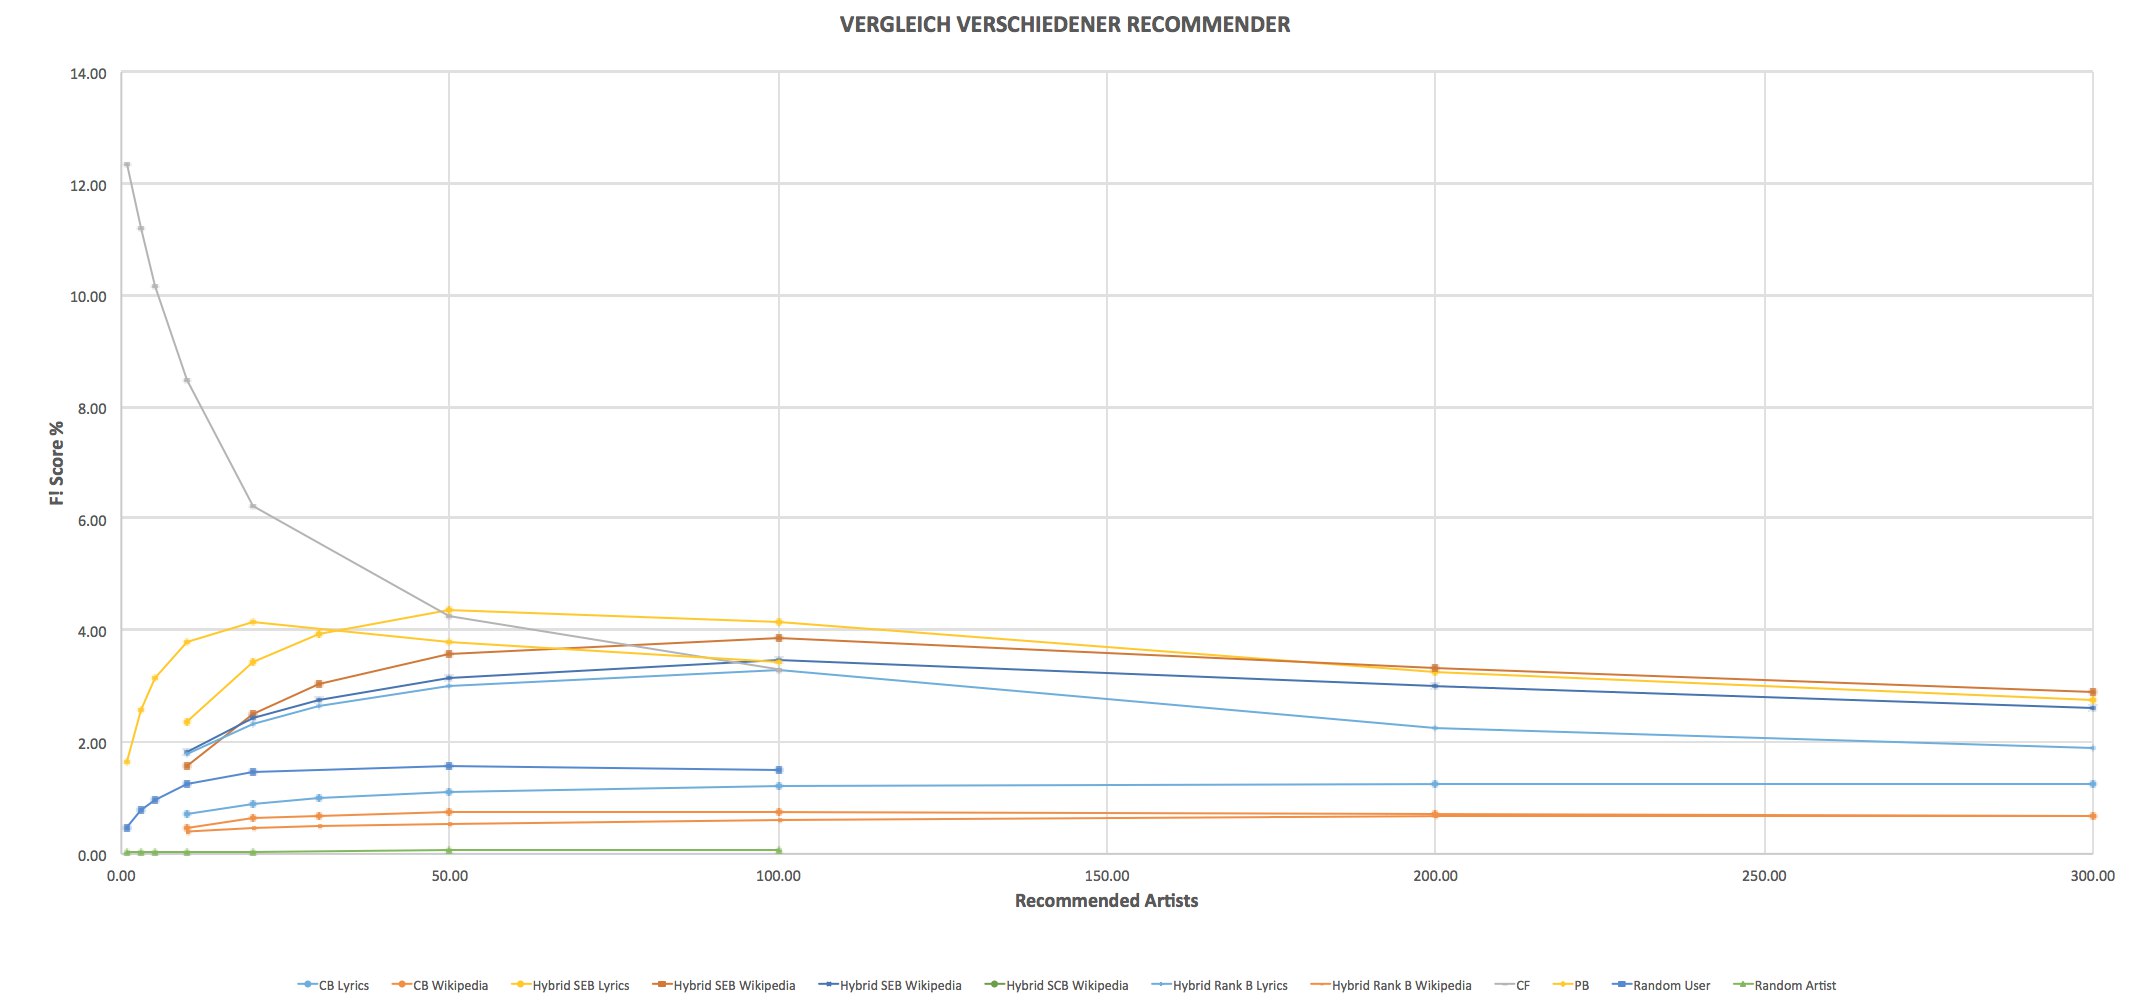 VERGLEICH VERSCHIEDENER RECOMMENDER
14.00
12.00
10.00
8.00
6.00
4.00
2.00
0.00
F! Score %
0.00 50.00 100.00 150.00 200.00 250.00 300.00
Recommended Artists
CB Lyrics CB Wikipedia Hybrid SEB Lyrics Hybrid SEB Wikipedia Hybrid SEB Wikipedia Hybrid SCB Wikipedia Hybrid Rank B Lyrics Hybrid Rank B Wikipedia CF PB Random User Random Artist